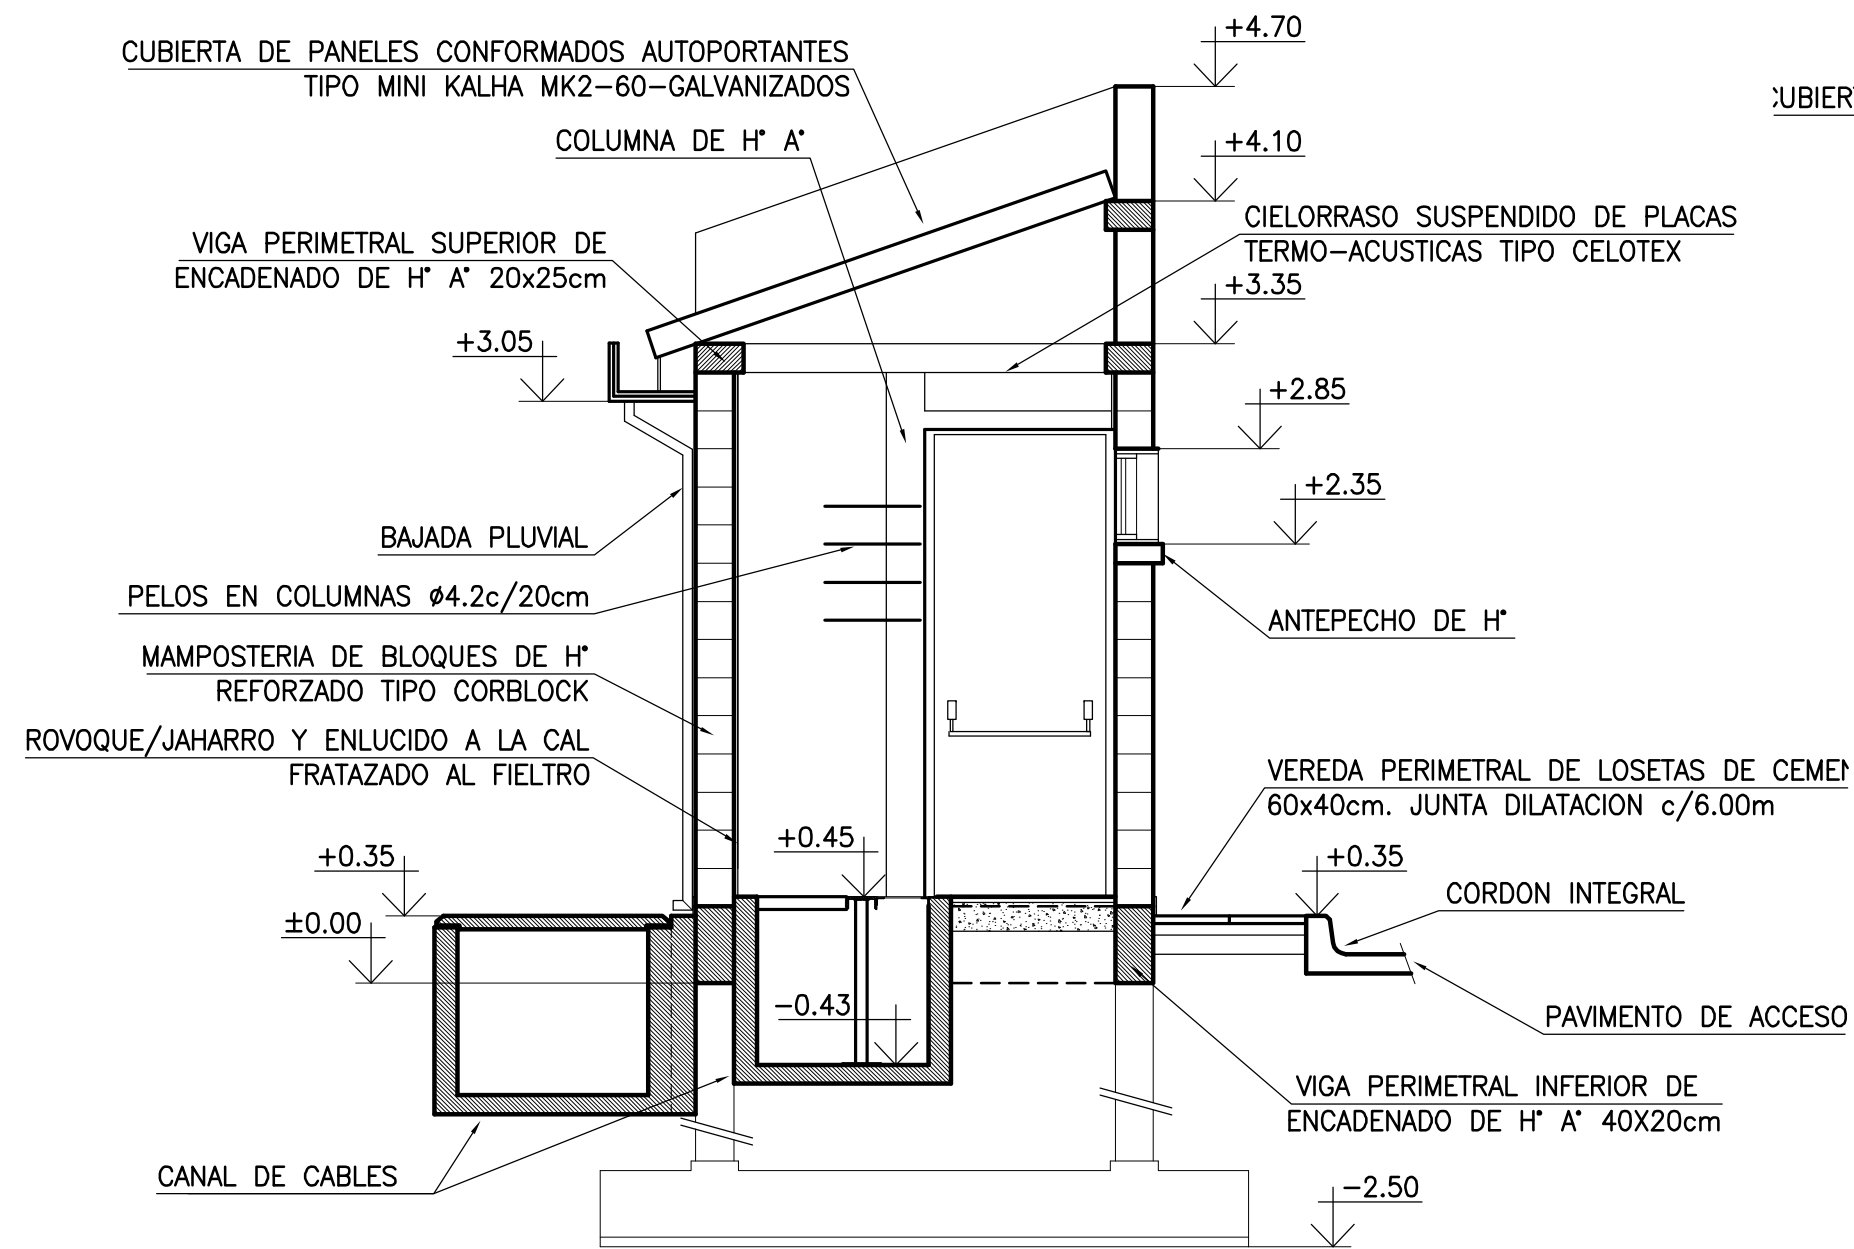 +4.70
CUBIERTA DE PANELES CONFORMADOS AUTOPORTANTES
TIPO MINI KALHA MK2-60-GALVANIZADOS
COLUMNA DE H° A°
+4.10
CIELORRASO SUSPENDIDO DE PLACAS
TERMO-ACUSTICAS TIPO CELOTEX
VIGA PERIMETRAL SUPERIOR DE
ENCADENADO DE H° A° 20x25cm
+3.35
+3.05
+2.85
+2.35
BAJADA PLUVIAL
PELOS EN COLUMNAS ø4.2c/20cm
ANTEPECHO DE H°
MAMPOSTERIA DE BLOQUES DE H°
REFORZADO TIPO CORBLOCK
ROVOQUE/JAHARRO Y ENLUCIDO A LA CAL
FRATAZADO AL FIELTRO
VEREDA PERIMETRAL DE LOSETAS DE
60x40cm. JUNTA DILATACION c/6.00m
+0.45
+0.35
+0.35
CORDON INTEGRAL
±0.00
-0.43
PAVIMENTO DE ACCESO
VIGA PERIMETRAL INFERIOR DE
ENCADENADO DE H° A° 40X20cm
CANAL DE CABLES
-2.50